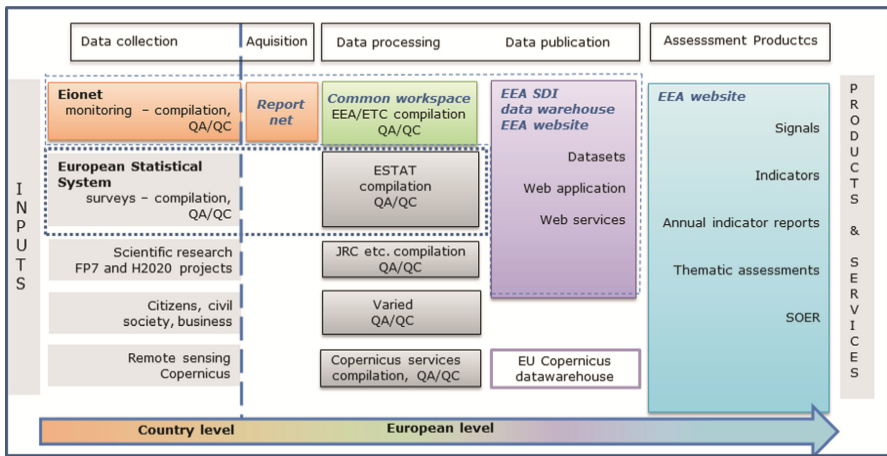 Data collection
Aquisition
Data processing
Data publication
Assesssment Productcs
INPUTS
Eionet
monitoring – compilation,
QA/QC
Report
net
Common workspace
EEA/ETC compilation
QA/QC
EEA SDI
data warehouse
EEA website
Datasets
Web application
Web services
EEA website
Signals
Indicators
Annual indicator reports
Thematic assessments
SOER
PRODUCTS & SERVICES
European Statistical
System
surveys – compilation,
QA/QC
ESTAT
compilation
QA/QC
Scientific research
FP7 and H2020 projects
JRC etc. compilation
QA/QC
Citizens, civil
society, business
Varied
QA/QC
Remote sensing
Copernicus
Copernicus services
compilation, QA/QC
EU Copernicus
datawarehouse
Country level
European level